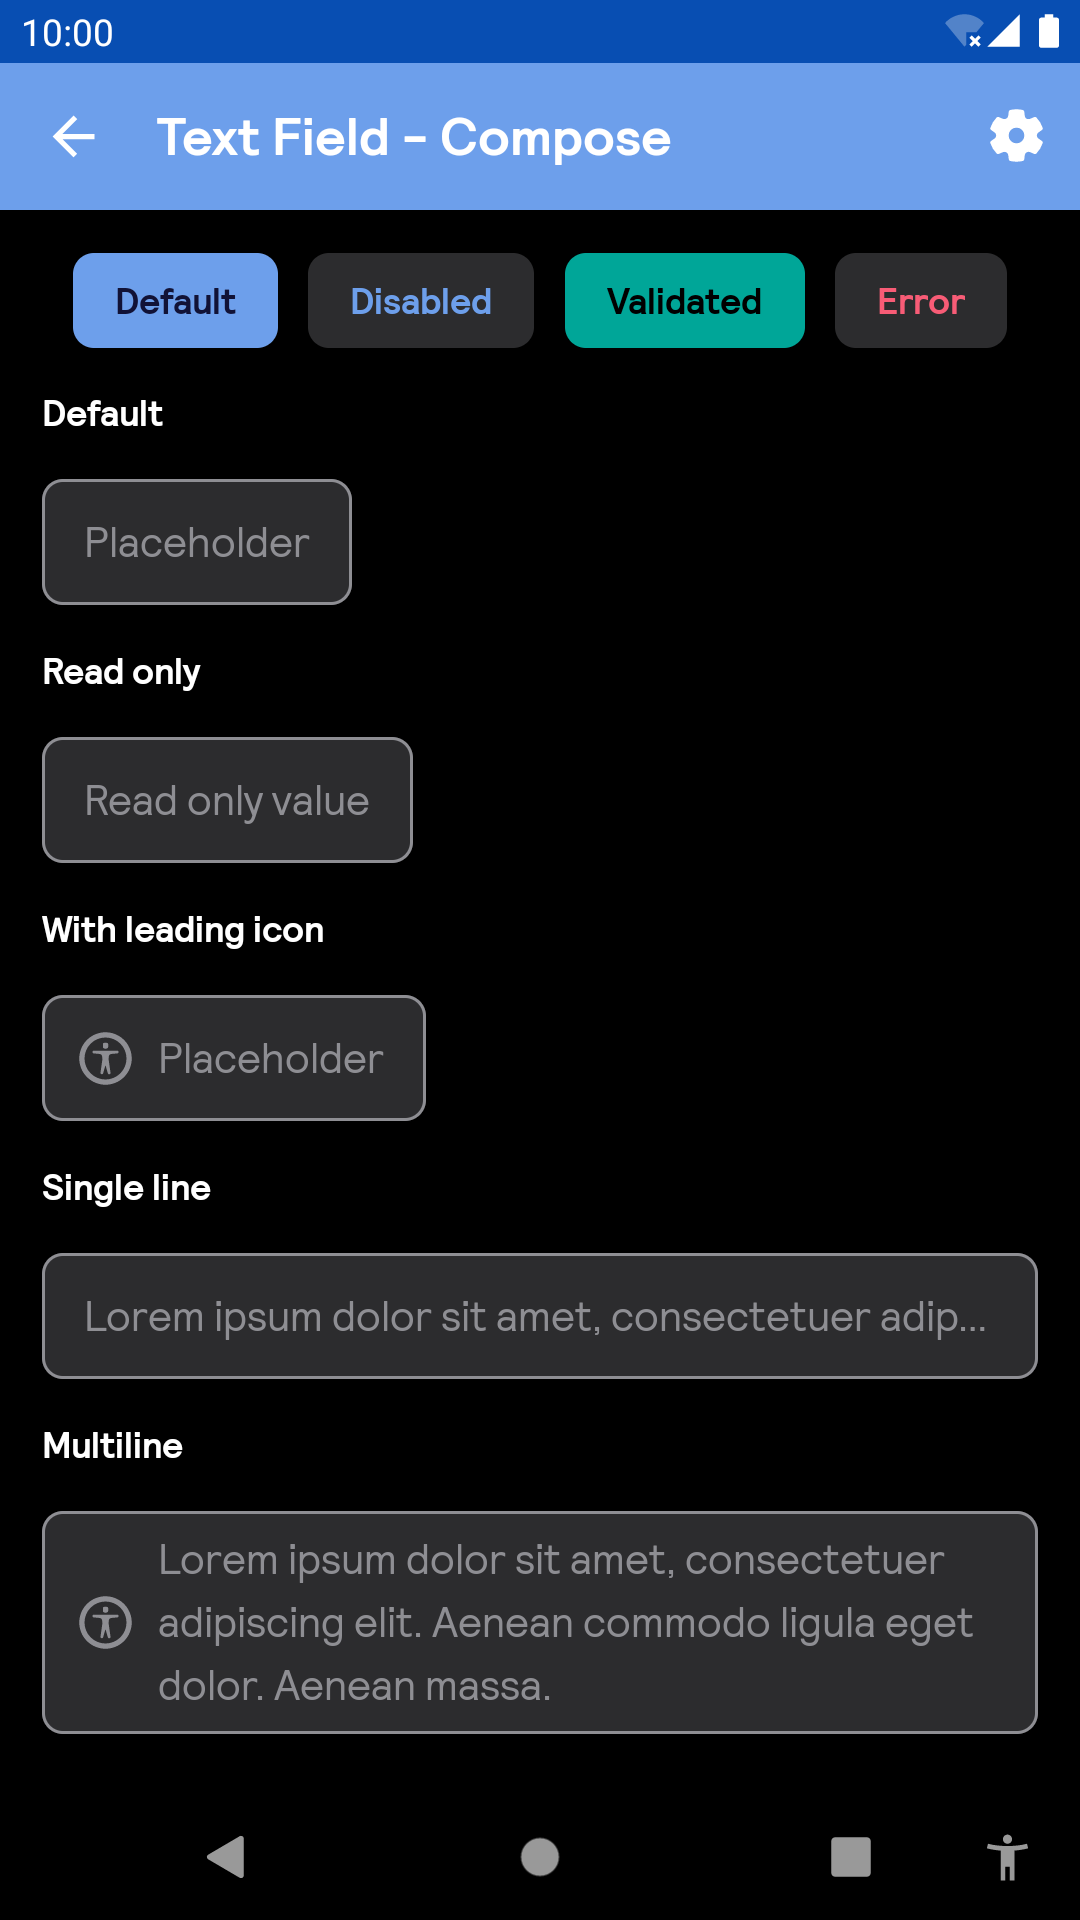 10:00
Text Field - Compose
Default
Disabled
Validated
Error
Default
Placeholder
Read only
Read only value
With leading icon
Placeholder
Single line
Lorem ipsum dolor sit amet, consectetuer adip...
Multiline
Lorem ipsum dolor sit amet, consectetuer
adipiscing elit. Aenean commodo ligula eget
dolor. Aenean massa.